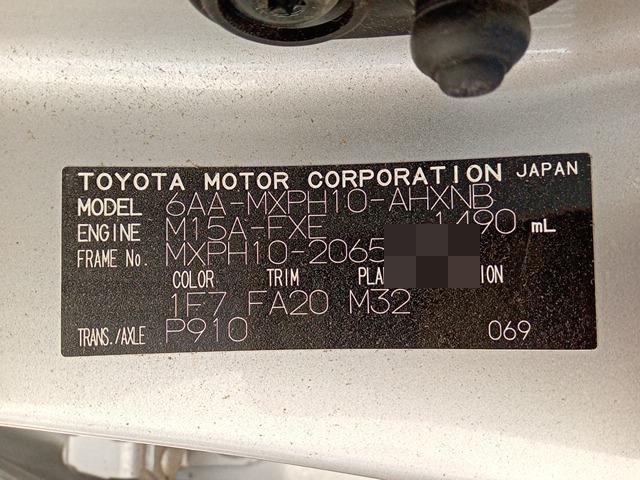 TOYOTA MOTOR CORPORATION JAPAN
MODEL 6AA-MXPH10-AHXNB
ENGINE M15A-FXE 1490 mL
FRAME No. MXPH10-2065
COLOR TRIM
1F7 FA20 M32
TRANS./AXLE P910 069